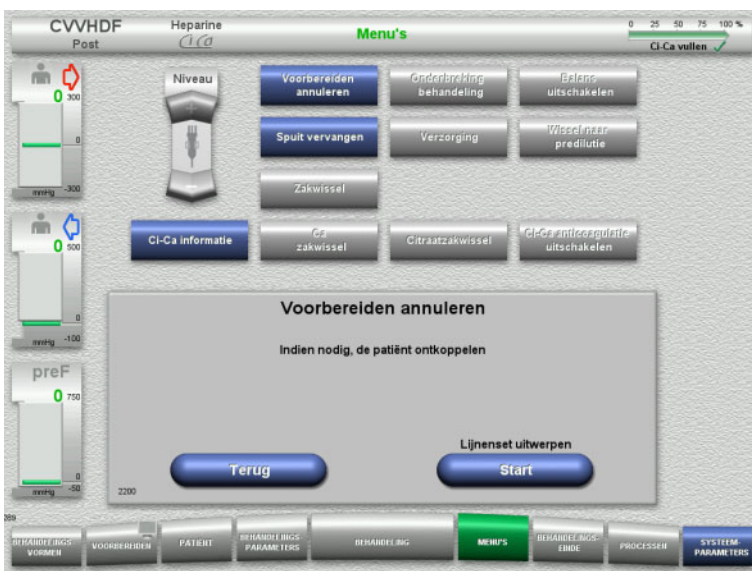 CVVHDF
Post
Heparine
Ci Ca
Menu's
0 25 50 75 100 %
Ci-Ca vullen
0 300
0
mmHg -300
0 500
0
mmHg -100
preF
0 750
0
mmHg -50
Niveau
Voorbereiden annuleren
Onderbreking behandeling
Balans uitschakelen
Spuit vervangen
Verzorging
Wissel naar predilutie
Zakwissel
Ci-Ca informatie
Ca zakwissel
Citraatzakwissel
Ci-Ca anticoagulatie uitschakelen
Voorbereiden annuleren
Indien nodig, de patiënt ontkoppelen
Lijnenset uitwerpen
Terug
Start
2200
269
BEHANDELINGS-
VORMEN
VOORBEREIDEN
PATIENT
BEHANDELINGS-
PARAMETERS
BEHANDELING
MENU'S
BEHANDELINGS-
EINDE
PROCESSEN
SYSTEEM-
PARAMETERS